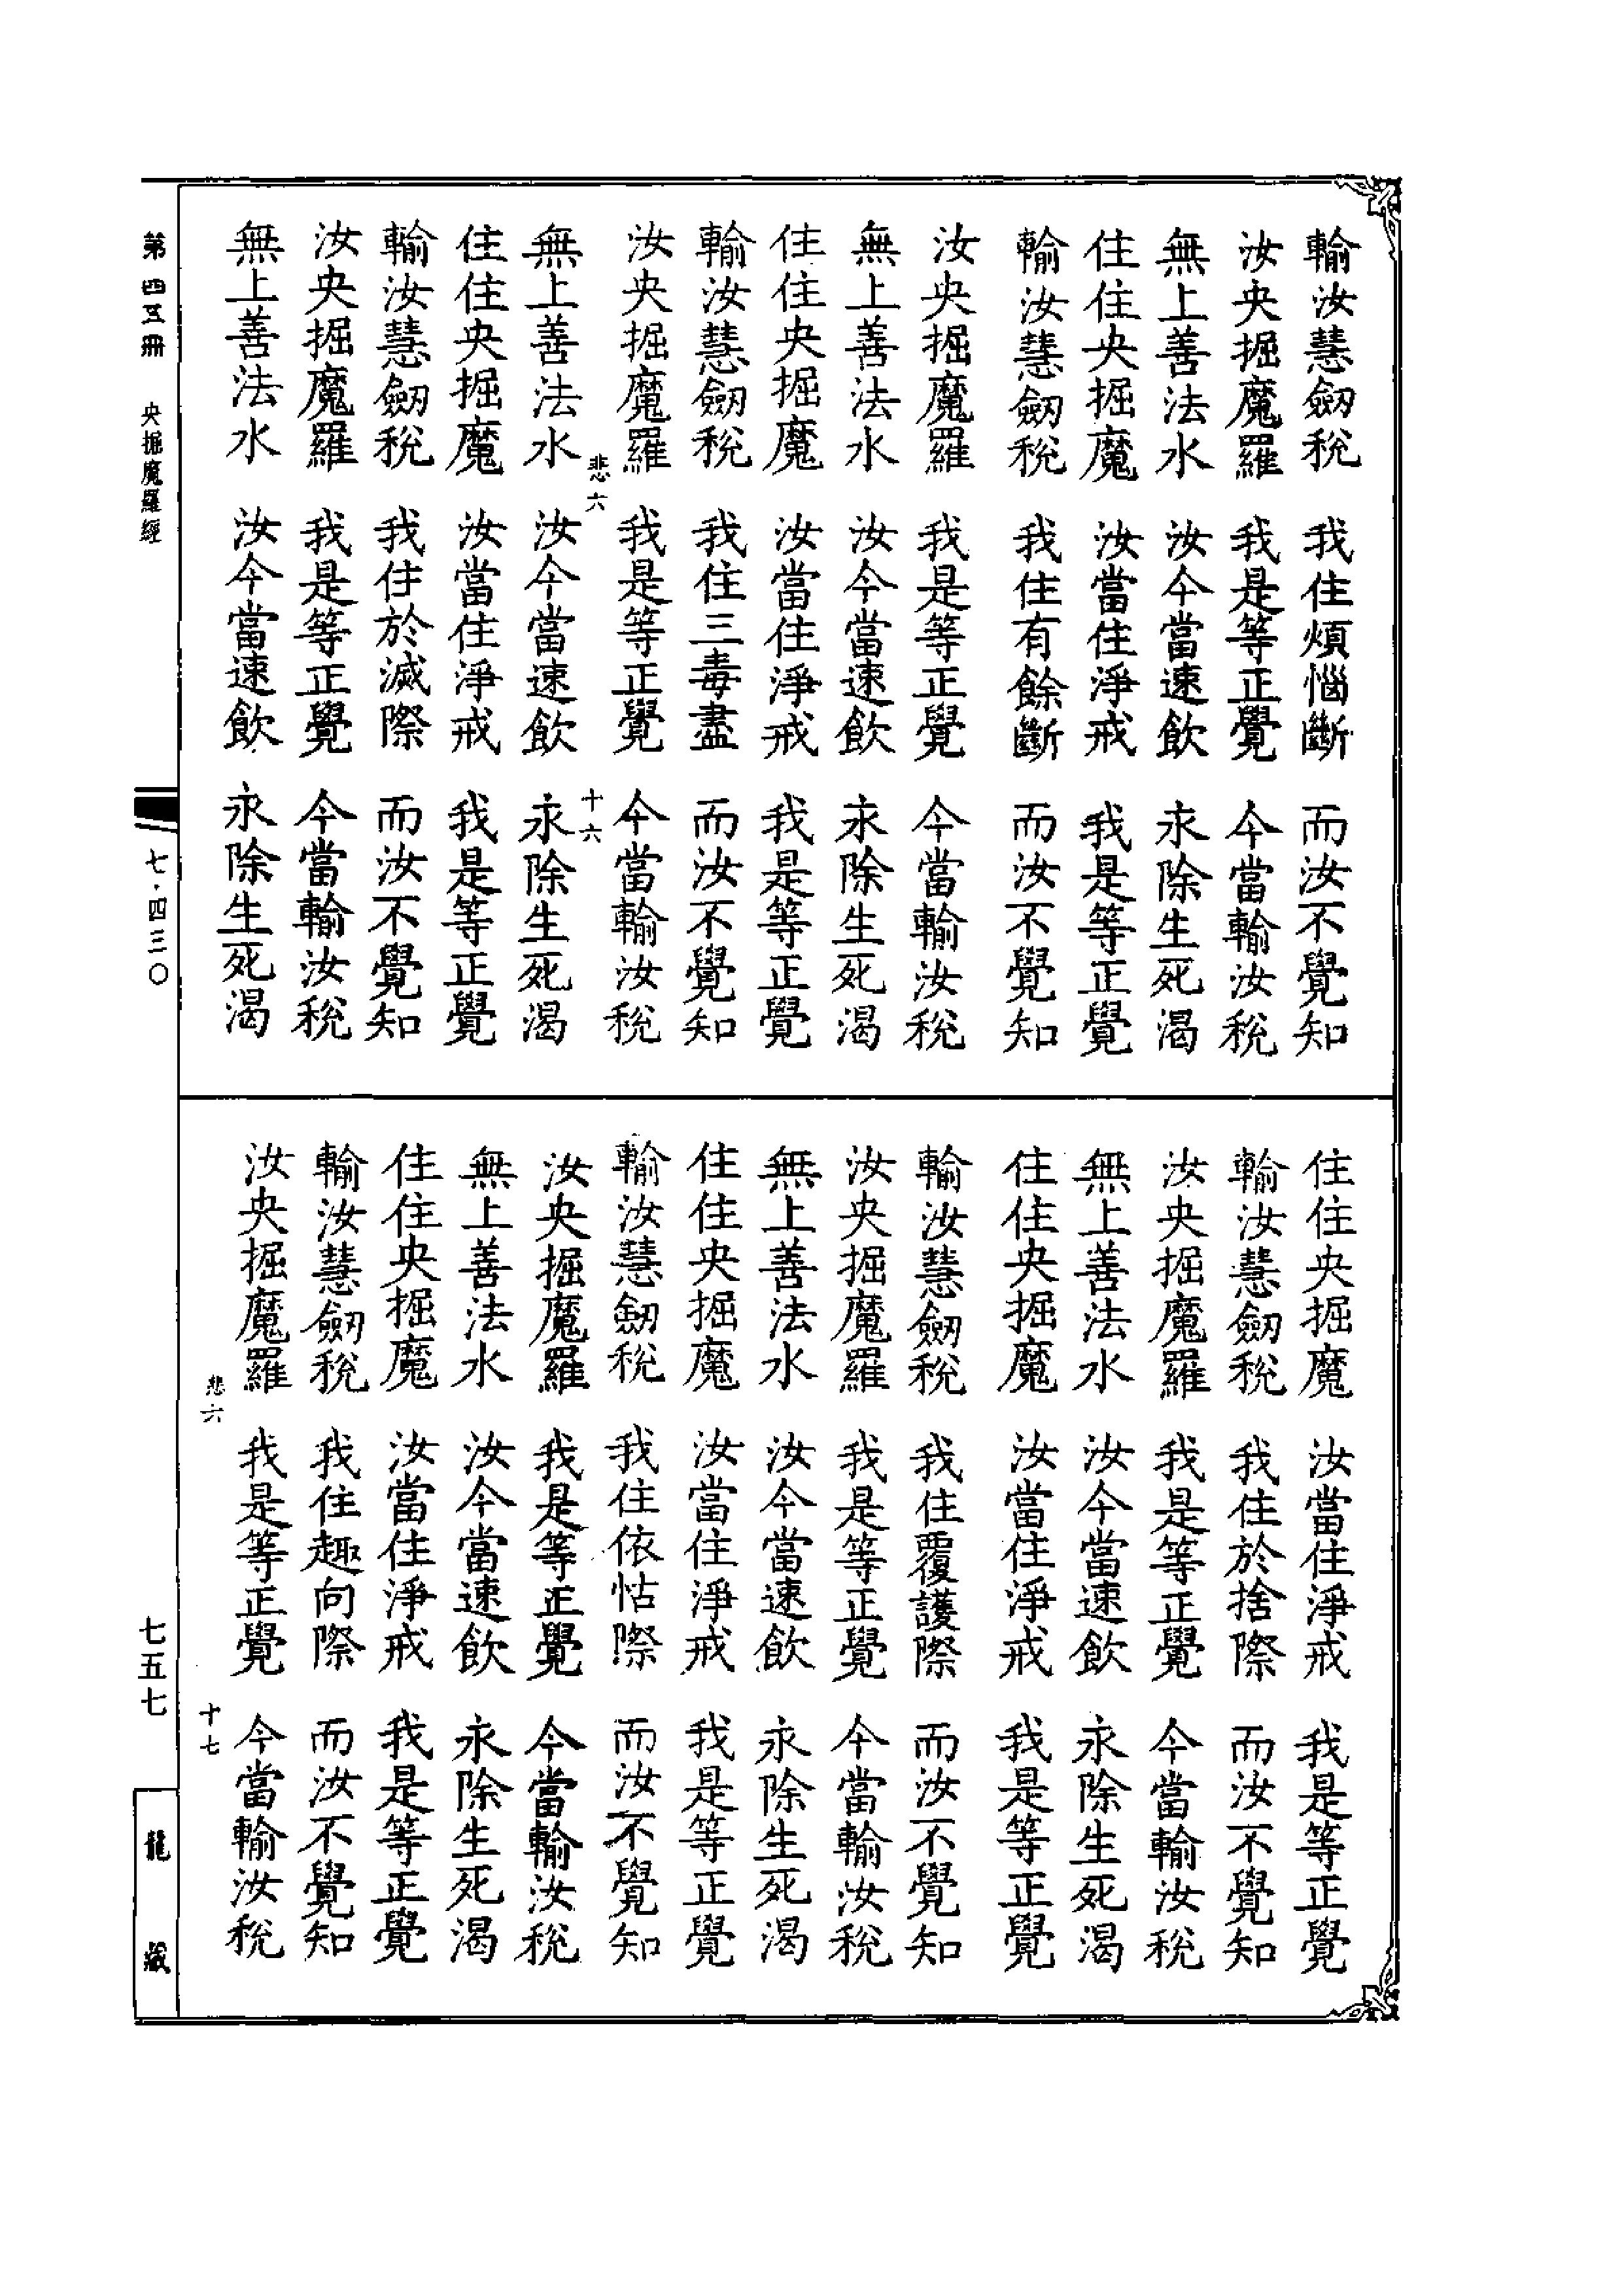 輸汝慧劒稅　我住煩惱斷　而汝不覺知
汝央掘魔羅　我是等正覺　今當輸汝稅
無上善法水　汝今當速飲　永除生死渴
住住央掘魔　汝當住淨戒　我是等正覺
輸汝慧劒稅　我住有餘斷　而汝不覺知
汝央掘魔羅　我是等正覺　今當輸汝稅
無上善法水　汝今當速飲　永除生死渴
住住央掘魔　汝當住淨戒　我是等正覺
輸汝慧劒稅　我住三毒盡　而汝不覺知
汝央掘魔羅　我是等正覺　今當輸汝稅
悲六　十六
無上善法水　汝今當速飲　永除生死渴
住住央掘魔　汝當住淨戒　我是等正覺
輸汝慧劒稅　我住於滅際　而汝不覺知
汝央掘魔羅　我是等正覺　今當輸汝稅
無上善法水　汝今當速飲　永除生死渴
住住央掘魔　汝當住淨戒　我是等正覺
輸汝慧劒稅　我住於捨際　而汝不覺知
汝央掘魔羅　我是等正覺　今當輸汝稅
無上善法水　汝今當速飲　永除生死渴
住住央掘魔　汝當住淨戒　我是等正覺
輸汝慧劒稅　我住覆護際　而汝不覺知
汝央掘魔羅　我是等正覺　今當輸汝稅
無上善法水　汝今當速飲　永除生死渴
住住央掘魔　汝當住淨戒　我是等正覺
輸汝慧劒稅　我住依怙際　而汝不覺知
汝央掘魔羅　我是等正覺　今當輸汝稅
無上善法水　汝今當速飲　永除生死渴
住住央掘魔　汝當住淨戒　我是等正覺
輸汝慧劒稅　我住趣向際　而汝不覺知
汝央掘魔羅　我是等正覺　今當輸汝稅
悲六　十七
第四五冊　央掘魔羅經　七·四三〇　七五七　龍藏